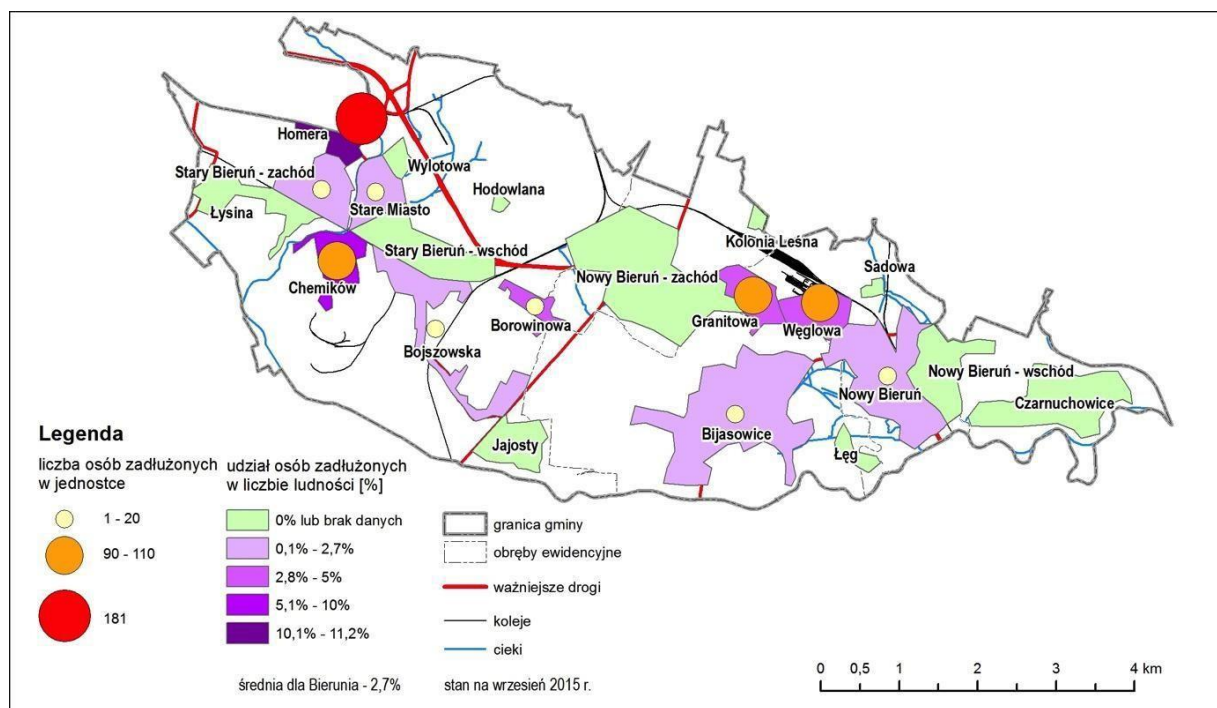 Homera
Wylotowa
Stary Bieruń - zachód
Hodowlana
Łysina
Stare Miasto
Stary Bieruń - wschód
Kolonia Leśna
Sadowa
Chemików
Nowy Bieruń - zachód
Borowinowa
Granitowa
Węglowa
Bojszowska
Nowy Bieruń - wschód
Nowy Bieruń
Czarnuchowice
Bijasowice
Jajosty
Łęg
Legenda
liczba osób zadłużonych
w jednostce
1 - 20
90 - 110
181
udział osób zadłużonych
w liczbie ludności [%]
0% lub brak danych
0,1% - 2,7%
2,8% - 5%
5,1% - 10%
10,1% - 11,2%
średnia dla Bierunia - 2,7%
granica gminy
obręby ewidencyjne
ważniejsze drogi
koleje
cieki
stan na wrzesień 2015 r.
0 0,5 1 2 3 4 km